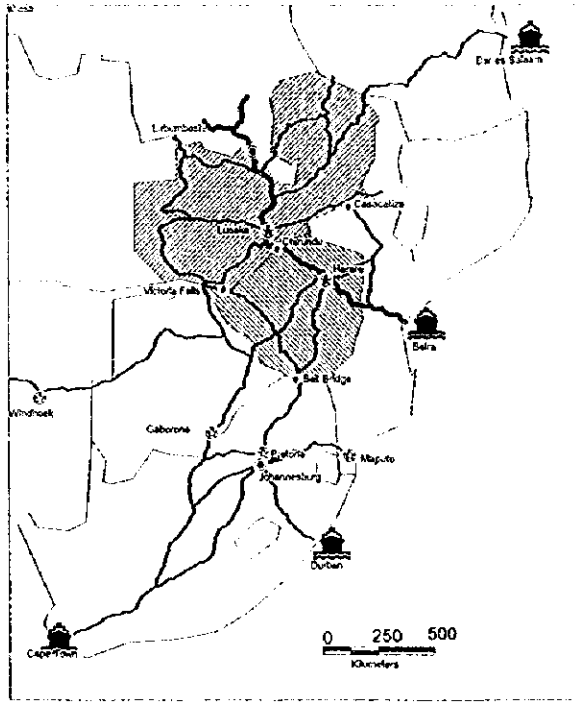 Dar es Salaam
Lubumbashi
Cassacatiza
Lusaka
Chirundu
Harare
Victoria Falls
Beira
Beit Bridge
Windhoek
Gaborone
Pretoria
Maputo
Johannesburg
Durban
Cape Town
0 250 500
Kilometers